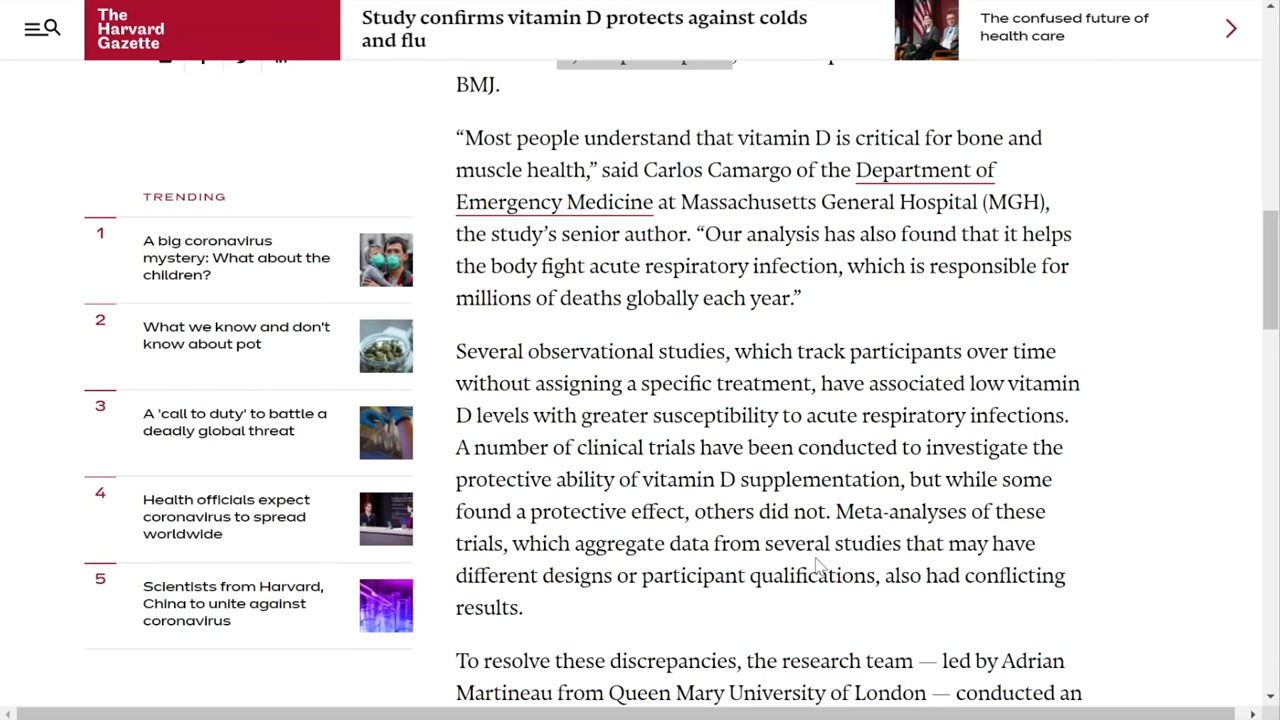 The
Harvard
Gazette
Study confirms vitamin D protects against colds
and flu
The confused future of
health care
BMJ.
“Most people understand that vitamin D is critical for bone and
muscle health,” said Carlos Camargo of the Department of
Emergency Medicine at Massachusetts General Hospital (MGH),
the study’s senior author. “Our analysis has also found that it helps
the body fight acute respiratory infection, which is responsible for
millions of deaths globally each year.”
Several observational studies, which track participants over time
without assigning a specific treatment, have associated low vitamin
D levels with greater susceptibility to acute respiratory infections.
A number of clinical trials have been conducted to investigate the
protective ability of vitamin D supplementation, but while some
found a protective effect, others did not. Meta-analyses of these
trials, which aggregate data from several studies that may have
different designs or participant qualifications, also had conflicting
results.
To resolve these discrepancies, the research team — led by Adrian
Martineau from Queen Mary University of London — conducted an
TRENDING
1
A big coronavirus
mystery: What about the
children?
2
What we know and don't
know about pot
3
A 'call to duty' to battle a
deadly global threat
4
Health officials expect
coronavirus to spread
worldwide
5
Scientists from Harvard,
China to unite against
coronavirus